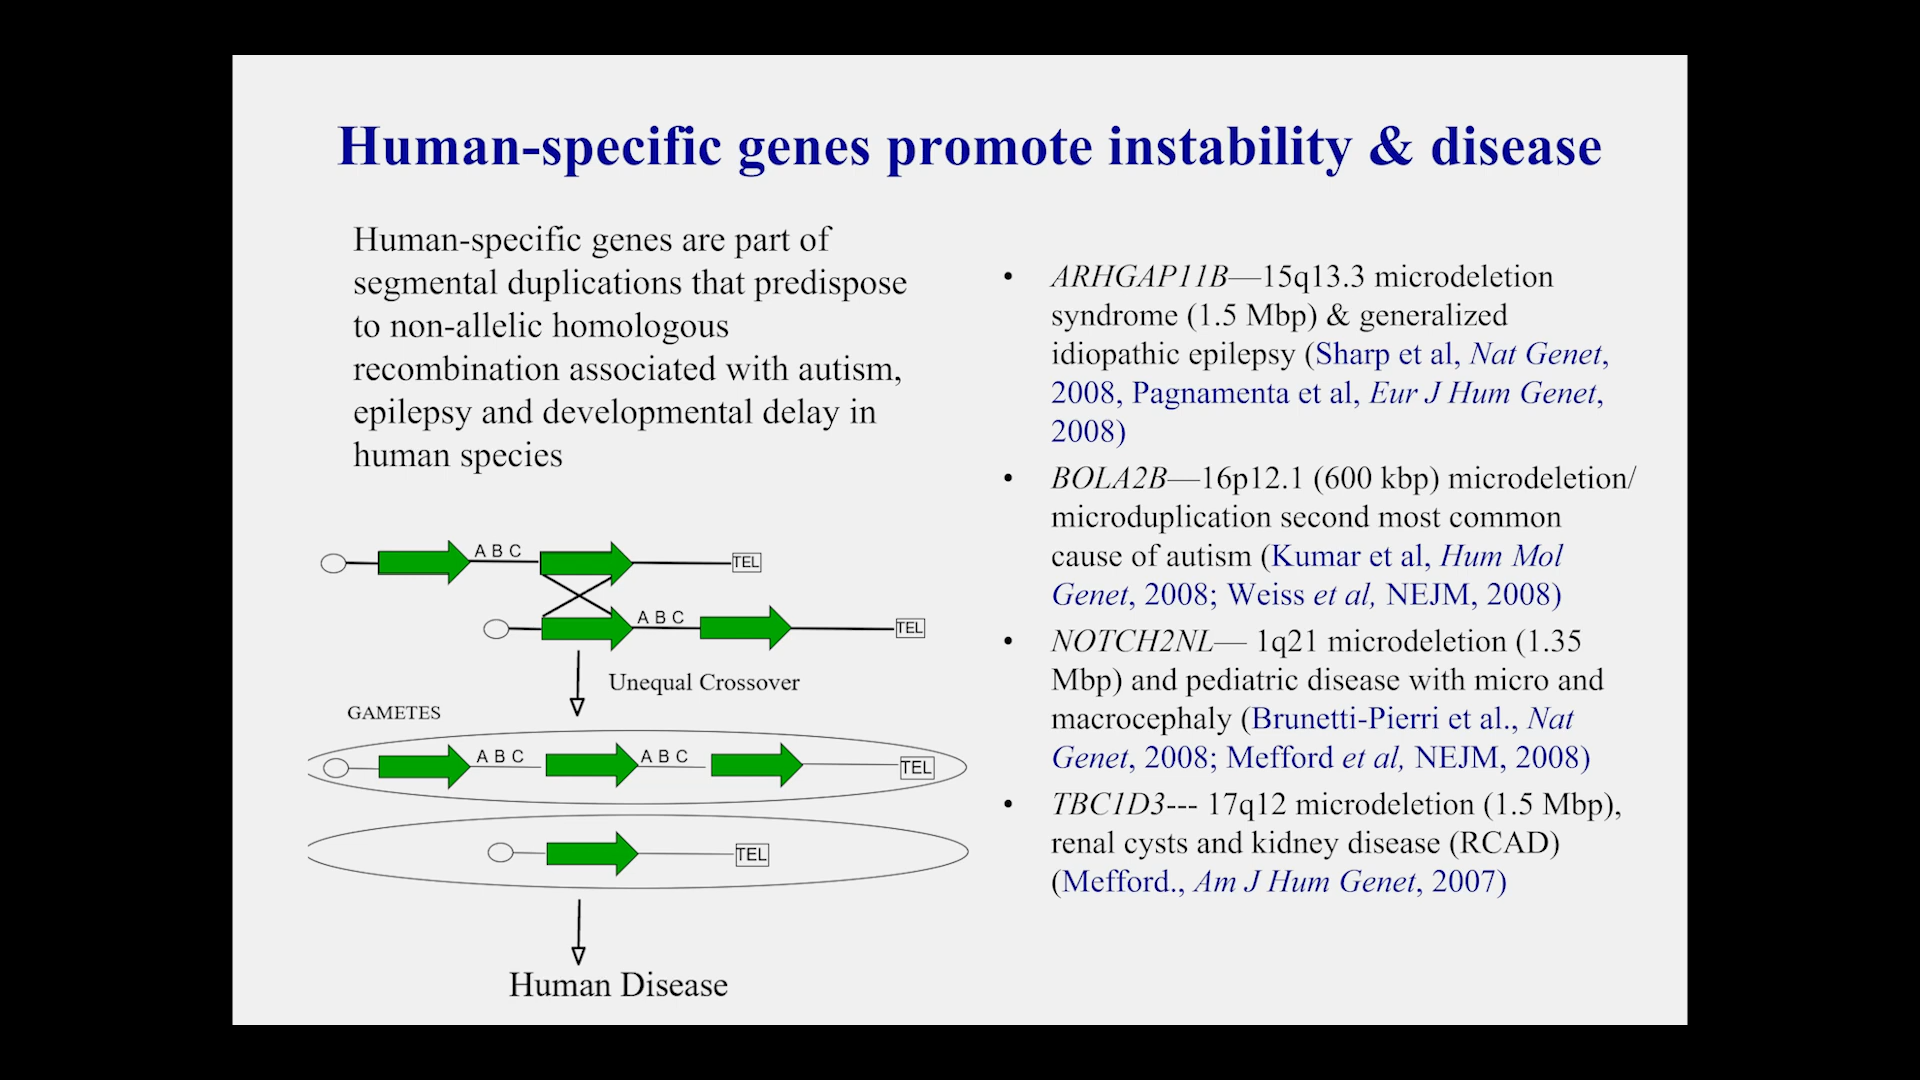 Human-specific genes promote instability & disease
Human-specific genes are part of
segmental duplications that predispose
to non-allelic homologous
recombination associated with autism,
epilepsy and developmental delay in
human species
A B C
TEL
A B C
TEL
Unequal Crossover
GAMETES
A B C
A B C
TEL
TEL
Human Disease
• ARHGAP11B—15q13.3 microdeletion
syndrome (1.5 Mbp) & generalized
idiopathic epilepsy (Sharp et al, Nat Genet,
2008, Pagnamenta et al, Eur J Hum Genet,
2008)
• BOLA2B—16p12.1 (600 kbp) microdeletion/
microduplication second most common
cause of autism (Kumar et al, Hum Mol
Genet, 2008; Weiss et al, NEJM, 2008)
• NOTCH2NL— 1q21 microdeletion (1.35
Mbp) and pediatric disease with micro and
macrocephaly (Brunetti-Pierri et al., Nat
Genet, 2008; Mefford et al, NEJM, 2008)
• TBC1D3--- 17q12 microdeletion (1.5 Mbp),
renal cysts and kidney disease (RCAD)
(Mefford., Am J Hum Genet, 2007)